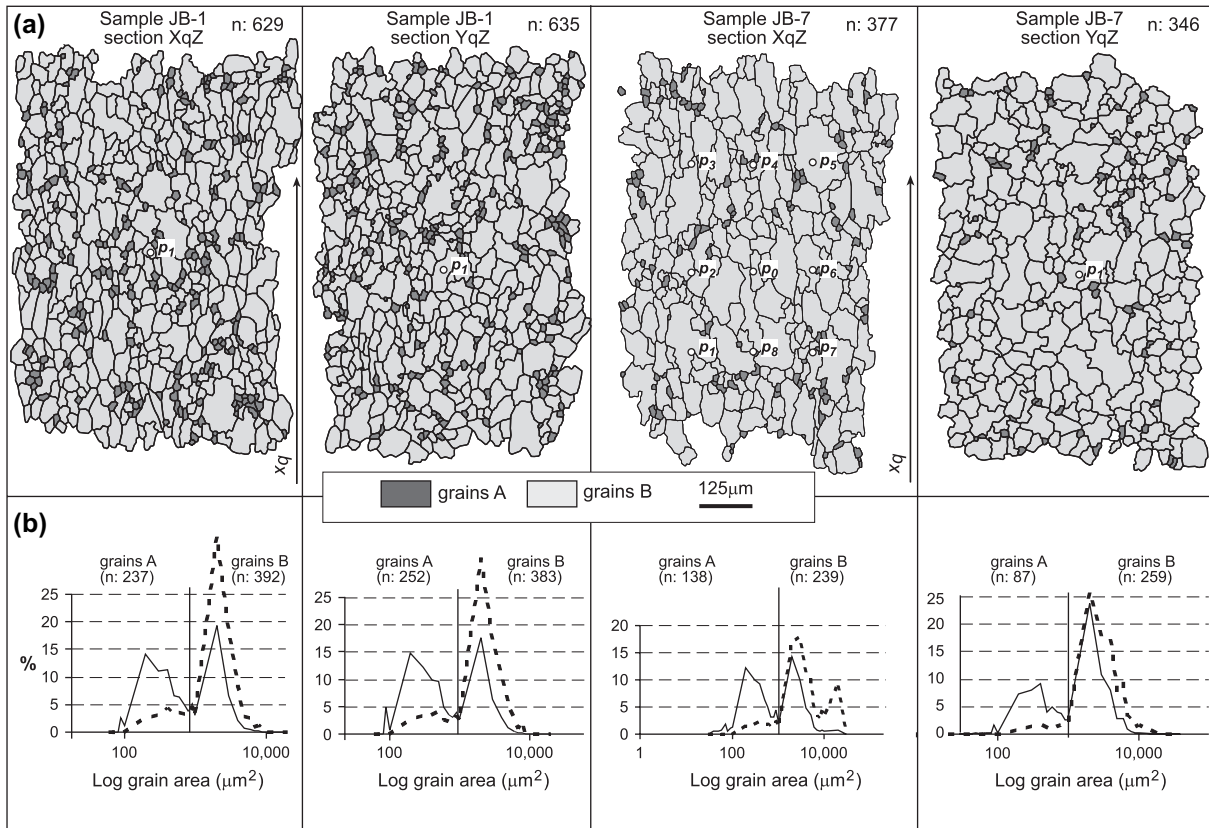 (a)
Sample JB-1
section XqZ
n: 629
Sample JB-1
section YqZ
n: 635
Sample JB-7
section XqZ
n: 377
Sample JB-7
section YqZ
n: 346
p1
xq
p1
p3
p4
p5
p2
p0
p6
p1
p8
p7
xq
p1
grains A
grains B
125μm
(b)
grains A
(n: 237)
grains B
(n: 392)
25
20
15
%
10
5
0
100
10,000
Log grain area (μm²)
grains A
(n: 252)
grains B
(n: 383)
25
20
15
10
5
0
1
100
10,000
Log grain area (μm²)
grains A
(n: 138)
grains B
(n: 239)
20
15
10
5
0
1
100
10,000
Log grain area (μm²)
grains A
(n: 87)
grains B
(n: 259)
25
20
15
10
5
0
100
10,000
Log grain area (μm²)